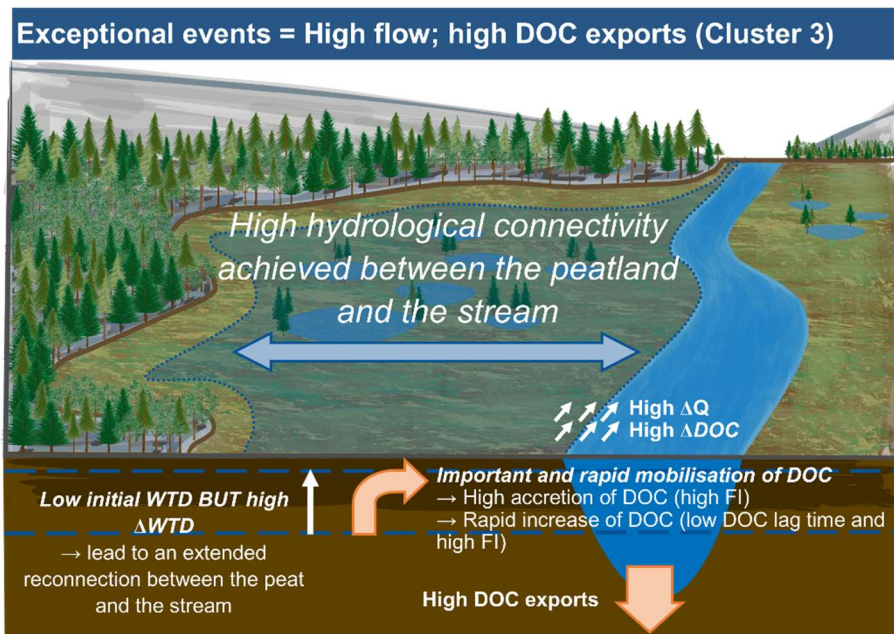 Exceptional events = High flow; high DOC exports (Cluster 3)
High hydrological connectivity
achieved between the peatland
and the stream
High ΔQ
High ΔDOC
Low initial WTD BUT high
ΔWTD
→ lead to an extended
reconnection between the peat
and the stream
Important and rapid mobilisation of DOC
→ High accretion of DOC (high FI)
→ Rapid increase of DOC (low DOC lag time and
high FI)
High DOC exports